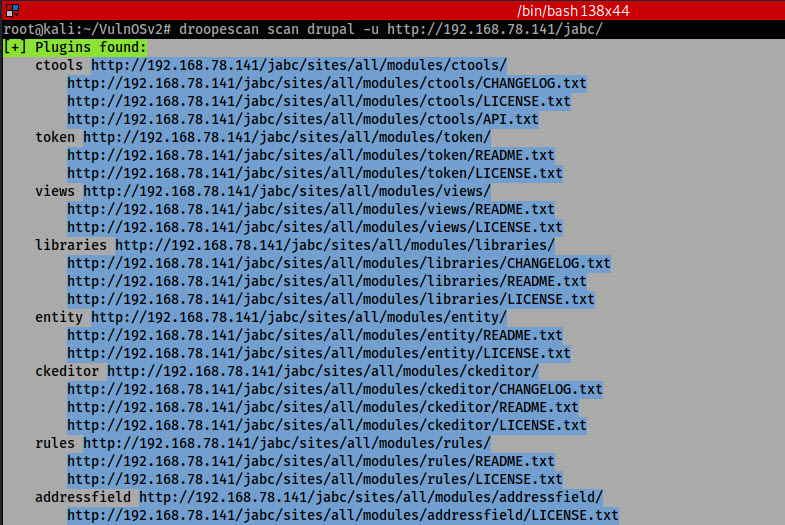 /bin/bash 138x44
root@kali:~/VulnOSv2# droopescan scan drupal -u http://192.168.78.141/jabc/
[+] Plugins found:
ctools http://192.168.78.141/jabc/sites/all/modules/ctools/
http://192.168.78.141/jabc/sites/all/modules/ctools/CHANGELOG.txt
http://192.168.78.141/jabc/sites/all/modules/ctools/LICENSE.txt
http://192.168.78.141/jabc/sites/all/modules/ctools/API.txt
token http://192.168.78.141/jabc/sites/all/modules/token/
http://192.168.78.141/jabc/sites/all/modules/token/README.txt
http://192.168.78.141/jabc/sites/all/modules/token/LICENSE.txt
views http://192.168.78.141/jabc/sites/all/modules/views/
http://192.168.78.141/jabc/sites/all/modules/views/README.txt
http://192.168.78.141/jabc/sites/all/modules/views/LICENSE.txt
libraries http://192.168.78.141/jabc/sites/all/modules/libraries/
http://192.168.78.141/jabc/sites/all/modules/libraries/CHANGELOG.txt
http://192.168.78.141/jabc/sites/all/modules/libraries/README.txt
http://192.168.78.141/jabc/sites/all/modules/libraries/LICENSE.txt
entity http://192.168.78.141/jabc/sites/all/modules/entity/
http://192.168.78.141/jabc/sites/all/modules/entity/README.txt
http://192.168.78.141/jabc/sites/all/modules/entity/LICENSE.txt
ckeditor http://192.168.78.141/jabc/sites/all/modules/ckeditor/
http://192.168.78.141/jabc/sites/all/modules/ckeditor/CHANGELOG.txt
http://192.168.78.141/jabc/sites/all/modules/ckeditor/README.txt
http://192.168.78.141/jabc/sites/all/modules/ckeditor/LICENSE.txt
rules http://192.168.78.141/jabc/sites/all/modules/rules/
http://192.168.78.141/jabc/sites/all/modules/rules/README.txt
http://192.168.78.141/jabc/sites/all/modules/rules/LICENSE.txt
addressfield http://192.168.78.141/jabc/sites/all/modules/addressfield/
http://192.168.78.141/jabc/sites/all/modules/addressfield/LICENSE.txt